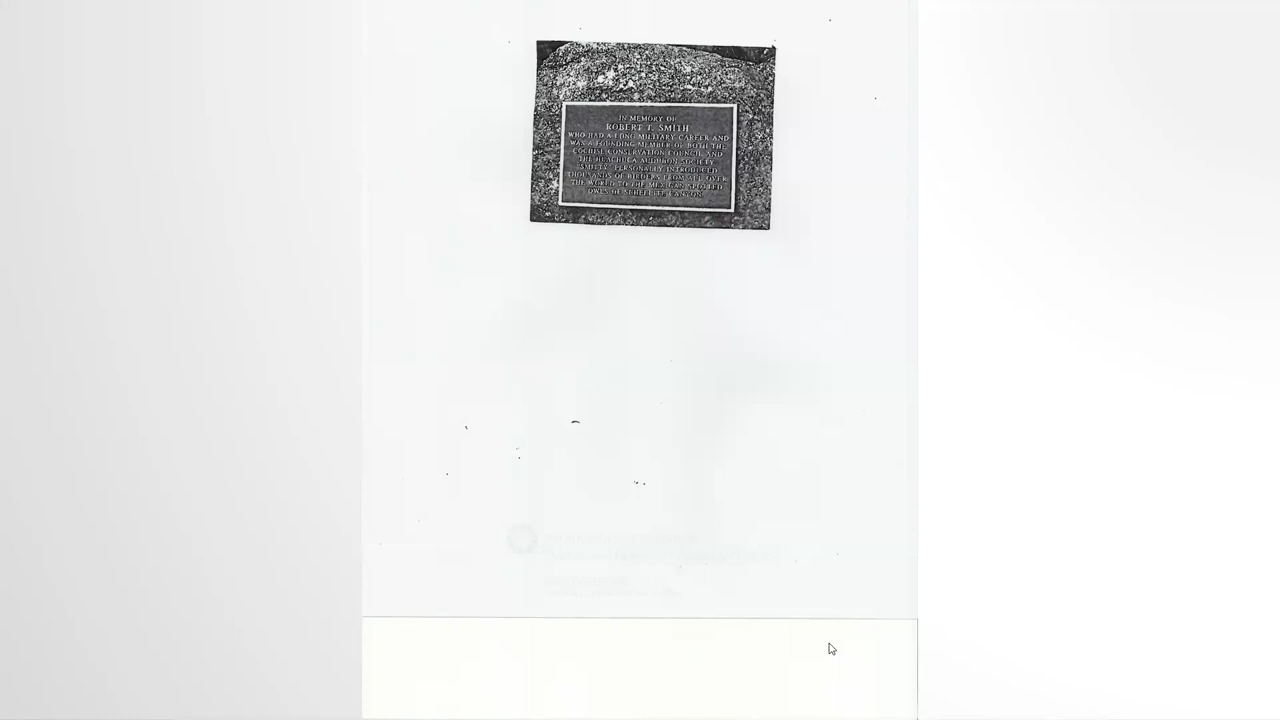 IN MEMORY OF
ROBERT T. SMITH
WHO HAD A LONG MILITARY CAREER AND
WAS A FOUNDING MEMBER OF BOTH THE
COCHISE CONSERVATION COUNCIL AND
THE HUACHUCA AUDUBON SOCIETY
"SMITTY" PERSONALLY INTRODUCED
THOUSANDS OF BIRDERS FROM ALL OVER
THE WORLD TO THE MEXICAN SPOTTED
OWLS OF SCHEELITE CANYON